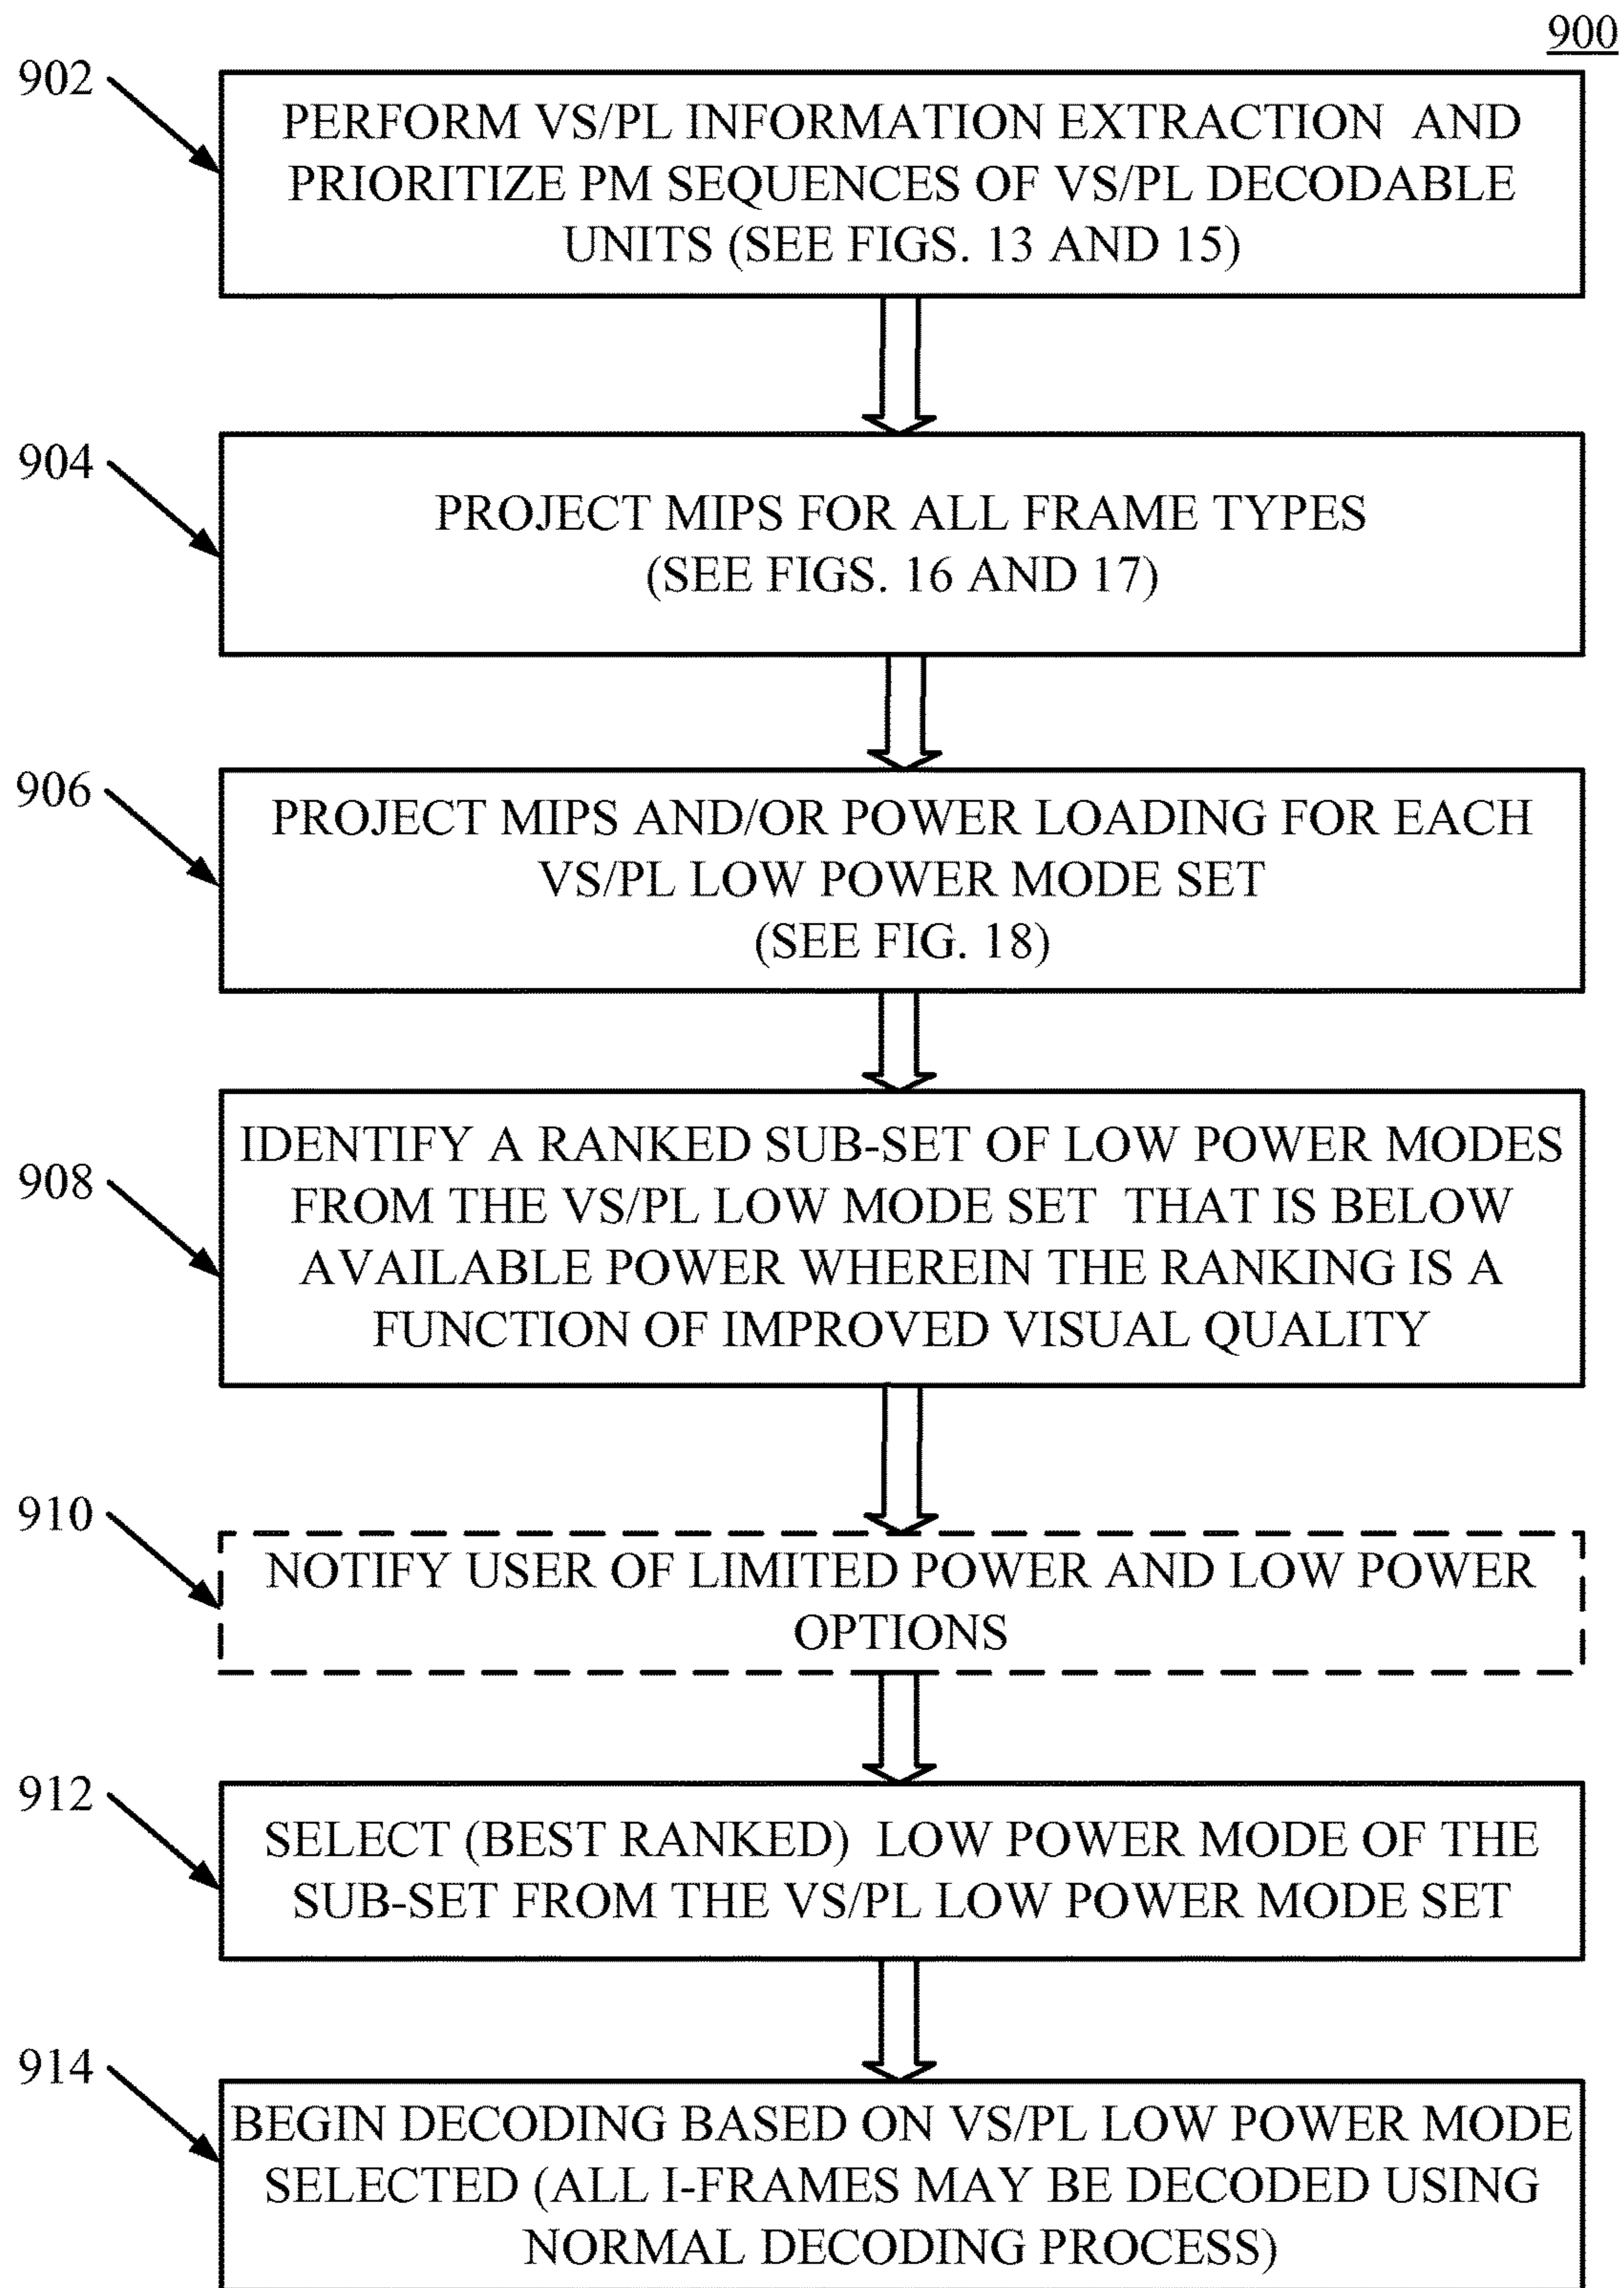 900
902
PERFORM VS/PL INFORMATION EXTRACTION AND
PRIORITIZE PM SEQUENCES OF VS/PL DECODABLE
UNITS (SEE FIGS. 13 AND 15)
904
PROJECT MIPS FOR ALL FRAME TYPES
(SEE FIGS. 16 AND 17)
906
PROJECT MIPS AND/OR POWER LOADING FOR EACH
VS/PL LOW POWER MODE SET
(SEE FIG. 18)
908
IDENTIFY A RANKED SUB-SET OF LOW POWER MODES
FROM THE VS/PL LOW MODE SET THAT IS BELOW
AVAILABLE POWER WHEREIN THE RANKING IS A
FUNCTION OF IMPROVED VISUAL QUALITY
910
NOTIFY USER OF LIMITED POWER AND LOW POWER
OPTIONS
912
SELECT (BEST RANKED) LOW POWER MODE OF THE
SUB-SET FROM THE VS/PL LOW POWER MODE SET
914
BEGIN DECODING BASED ON VS/PL LOW POWER MODE
SELECTED (ALL I-FRAMES MAY BE DECODED USING
NORMAL DECODING PROCESS)